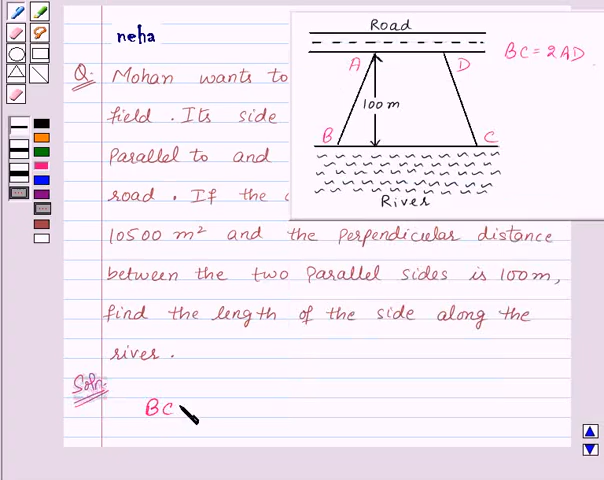 neha
Q. Mohan wants to
field. Its side
Parallel to and
road. If the
10500 m² and the perpendicular distance
between the two parallel sides is 100m,
find the length of the side along the
river.
Soln.
BC
Road
A D
BC = 2AD
100 m
B C
River